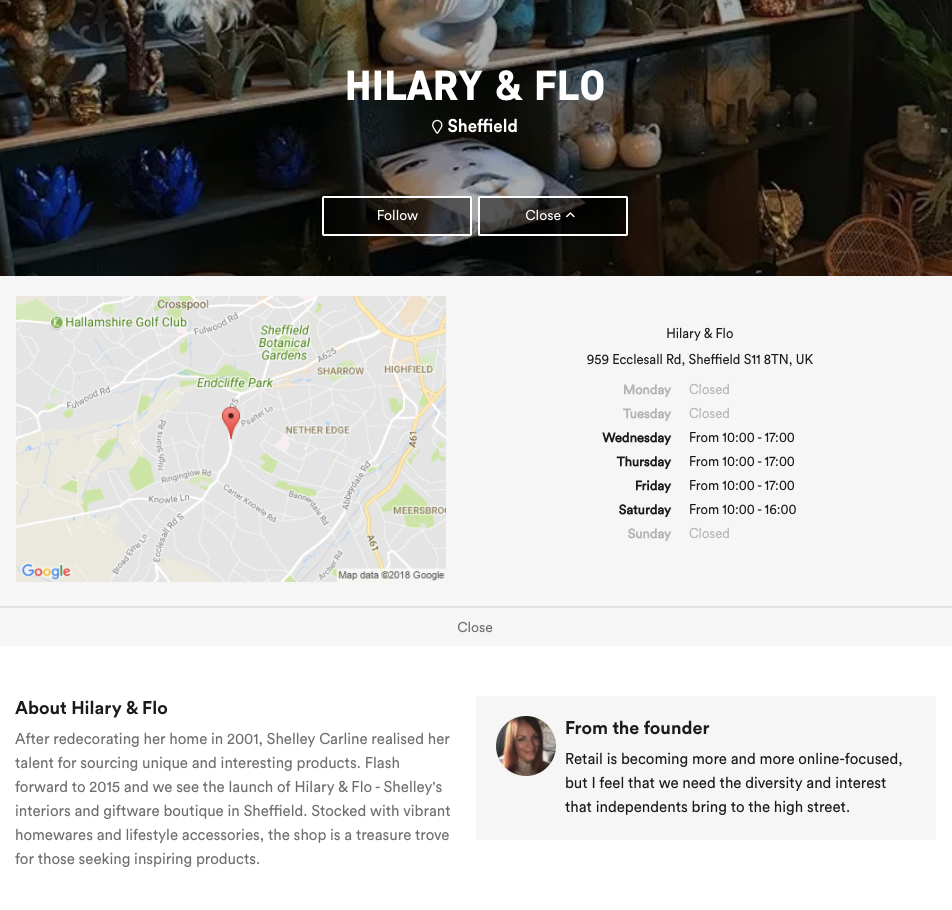 HILARY & FLO
Sheffield
Follow
Close
Crosspool
Hallamshire Golf Club
Fulwood Rd
Sheffield
Botanical
Gardens
A625
SHARROW
HIGHFIELD
Endcliffe Park
Fulwood Rd
Psalter Ln
NETHER EDGE
A61
High Storrs Rd
Ringinglow Rd
Abbeydale Rd
Knowle Ln
Carter Knowle Rd
Bannerdale Rd
MEERSBRO
Ecclesall Rd S
Broad Elms Ln
A61
Archer Rd
Google
Map data ©2018 Google
Hilary & Flo
959 Ecclesall Rd, Sheffield S11 8TN, UK
Monday Closed
Tuesday Closed
Wednesday From 10:00 - 17:00
Thursday From 10:00 - 17:00
Friday From 10:00 - 17:00
Saturday From 10:00 - 16:00
Sunday Closed
Close
About Hilary & Flo
After redecorating her home in 2001, Shelley Carline realised her
talent for sourcing unique and interesting products. Flash
forward to 2015 and we see the launch of Hilary & Flo - Shelley's
interiors and giftware boutique in Sheffield. Stocked with vibrant
homewares and lifestyle accessories, the shop is a treasure trove
for those seeking inspiring products.
From the founder
Retail is becoming more and more online-focused,
but I feel that we need the diversity and interest
that independents bring to the high street.